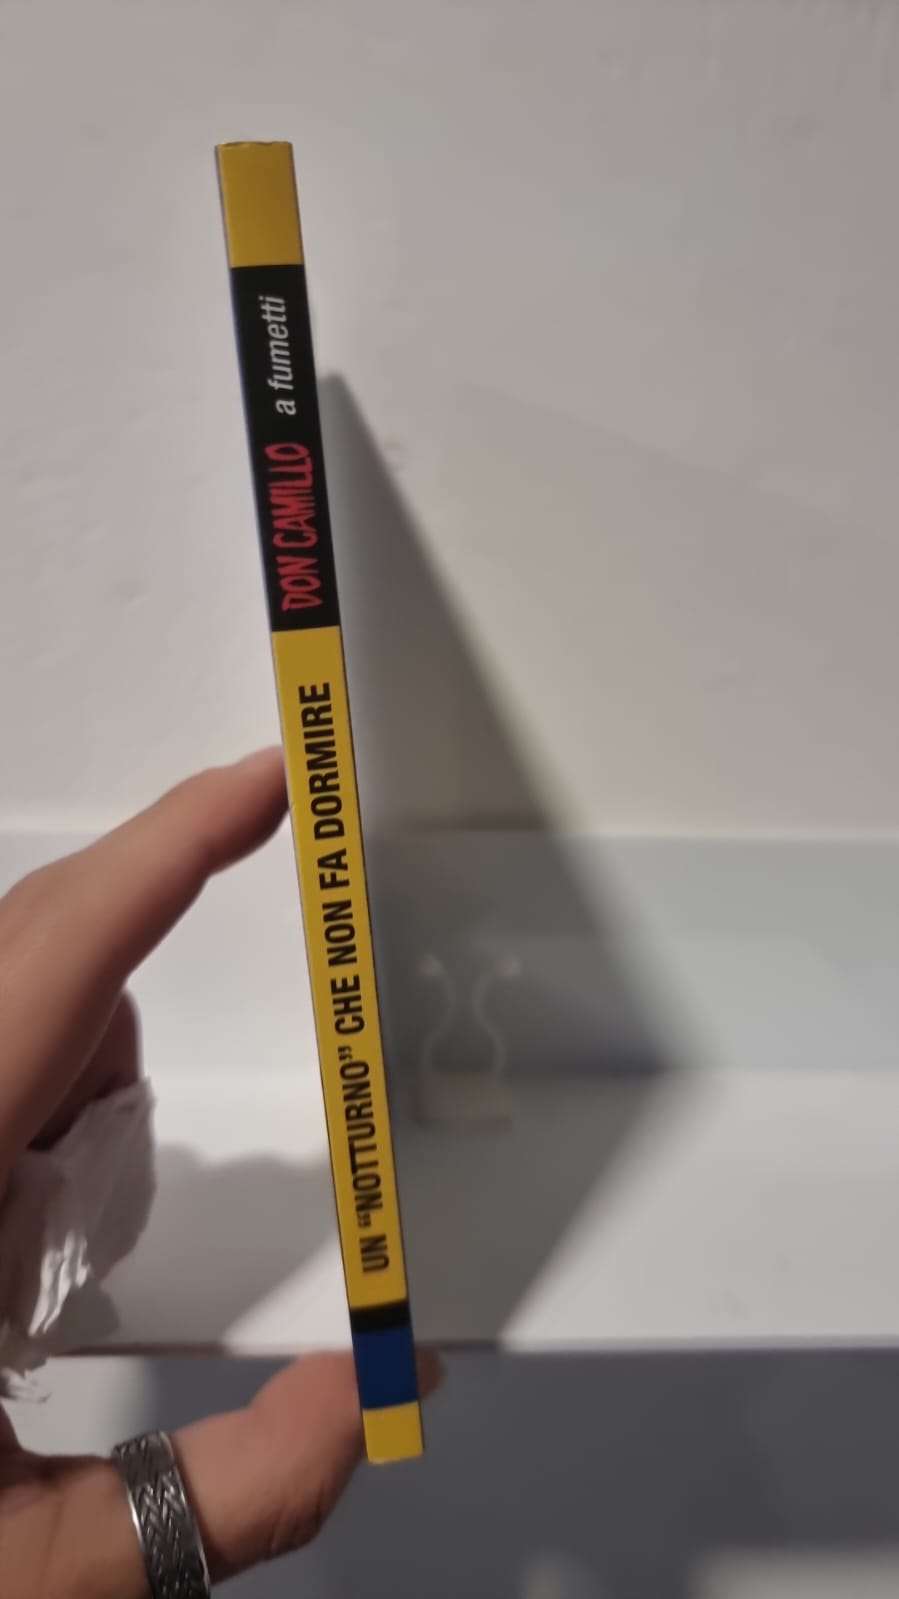 UN “NOTTURNO” CHE NON FA DORMIRE
DON CAMILLO a fumetti